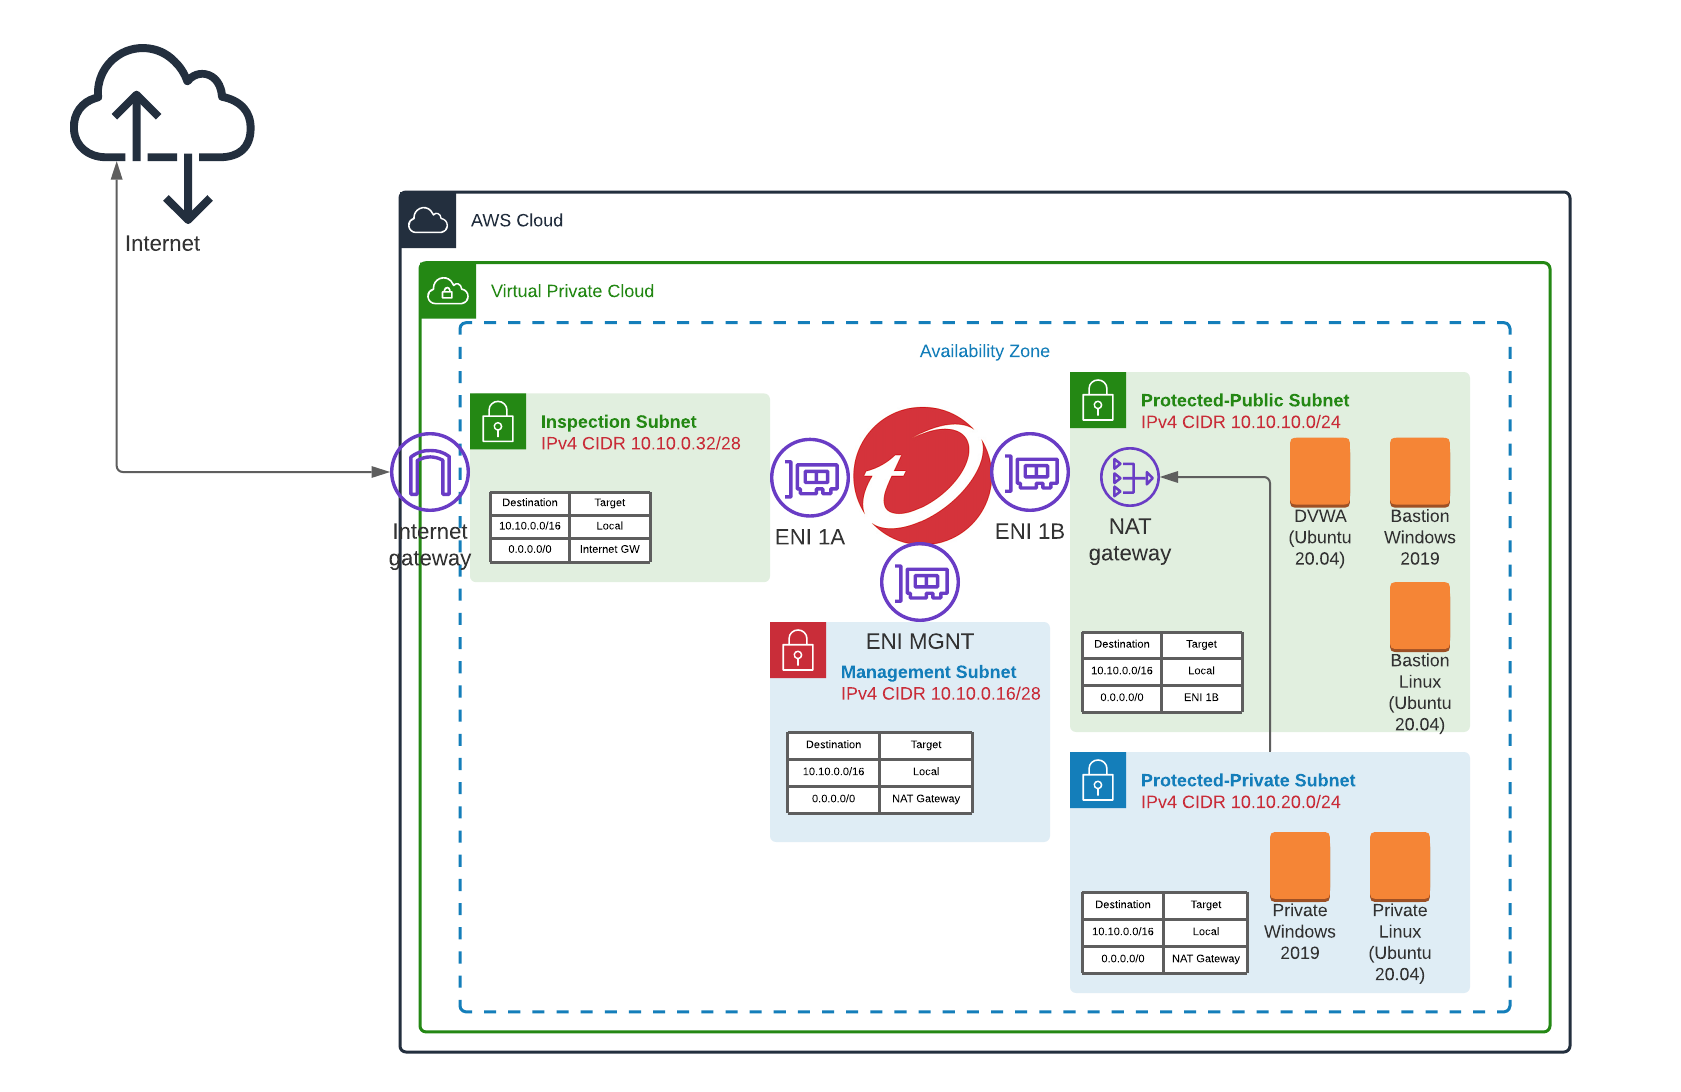 Internet
AWS Cloud
Virtual Private Cloud
Availability Zone
Internet
gateway
Inspection Subnet
IPv4 CIDR 10.10.0.32/28
Destination Target
10.10.0.0/16 Local
0.0.0.0/0 Internet GW
ENI 1A
t
ENI 1B
ENI MGNT
Management Subnet
IPv4 CIDR 10.10.0.16/28
Destination Target
10.10.0.0/16 Local
0.0.0.0/0 NAT Gateway
Protected-Public Subnet
IPv4 CIDR 10.10.10.0/24
NAT
gateway
DVWA
(Ubuntu
20.04)
Bastion
Windows
2019
Bastion
Linux
(Ubuntu
20.04)
Destination Target
10.10.0.0/16 Local
0.0.0.0/0 ENI 1B
Protected-Private Subnet
IPv4 CIDR 10.10.20.0/24
Destination Target
10.10.0.0/16 Local
0.0.0.0/0 NAT Gateway
Private
Windows
2019
Private
Linux
(Ubuntu
20.04)